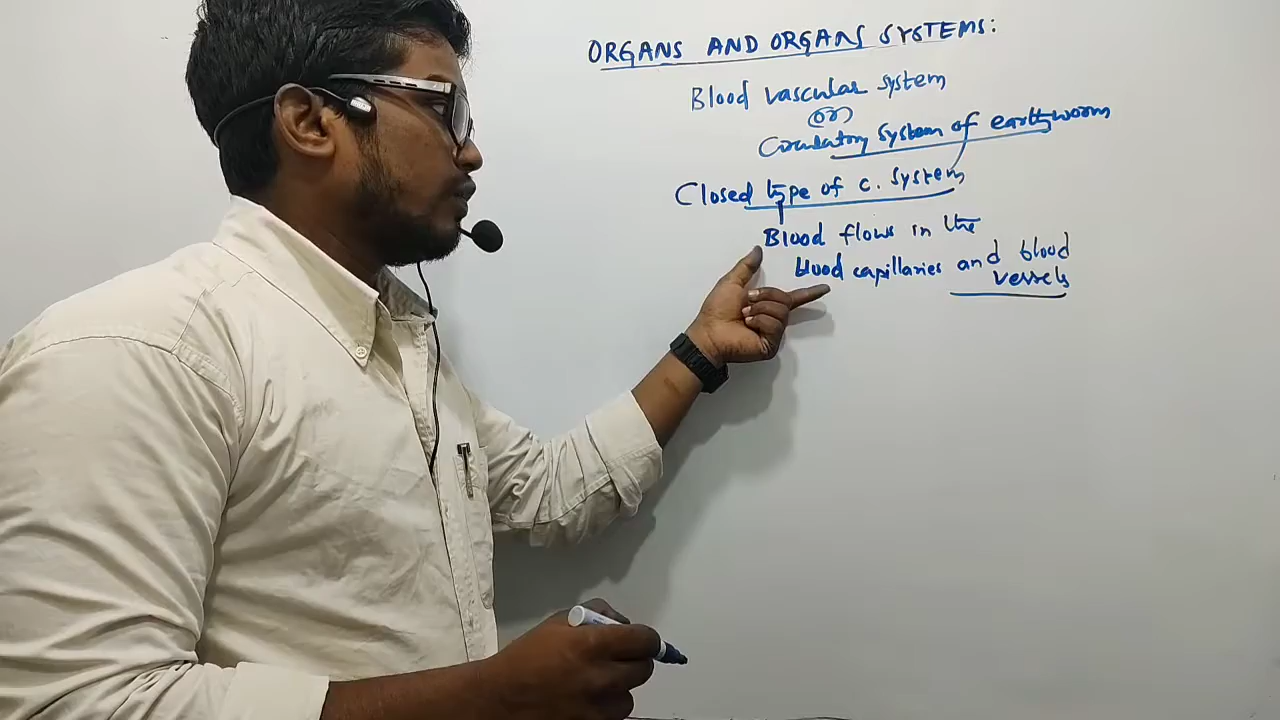 ORGANS AND ORGANS SYSTEMS:
Blood vascular system
(or)
Circulatory system of earthworm
Closed type of c. system
Blood flows in the
blood capillaries and blood
vessels